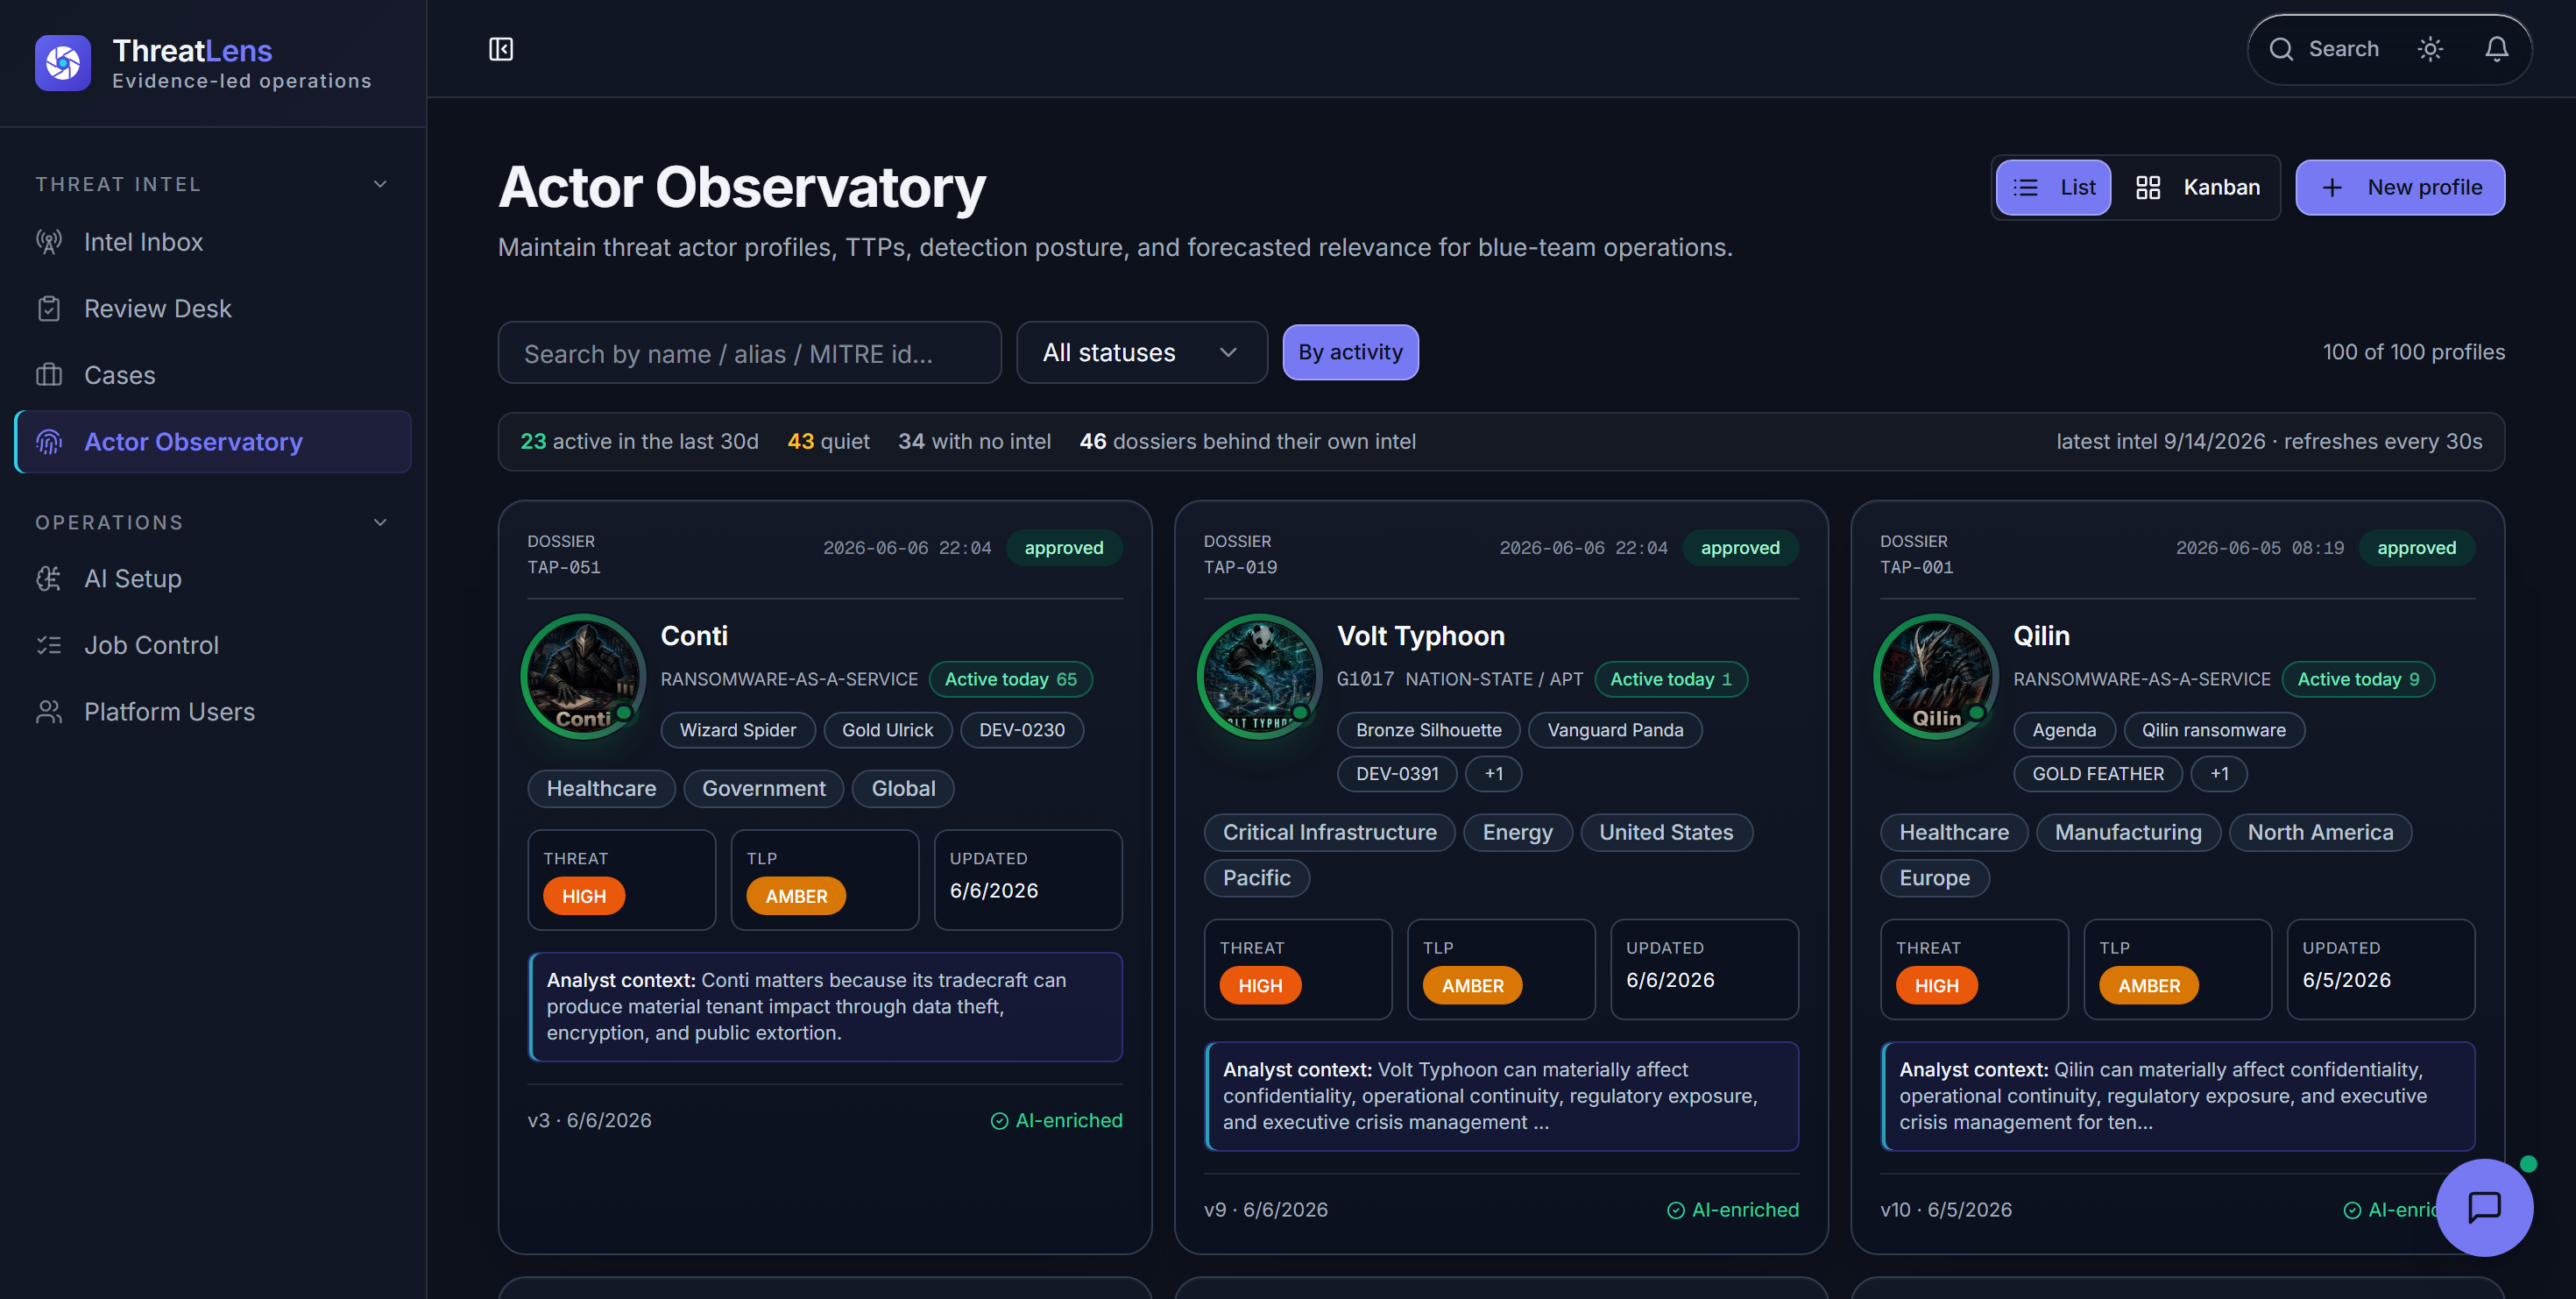 ThreatLens
Evidence-led operations
Search
THREAT INTEL
Intel Inbox
Review Desk
Cases
Actor Observatory
OPERATIONS
AI Setup
Job Control
Platform Users
Actor Observatory
List
Kanban
New profile
Maintain threat actor profiles, TTPs, detection posture, and forecasted relevance for blue-team operations.
Search by name / alias / MITRE id...
All statuses
By activity
100 of 100 profiles
23 active in the last 30d 43 quiet 34 with no intel 46 dossiers behind their own intel
latest intel 9/14/2026 · refreshes every 30s
DOSSIER
TAP-051
2026-06-06 22:04
approved
Conti
Conti
RANSOMWARE-AS-A-SERVICE Active today 65
Wizard Spider Gold Ulrick DEV-0230
Healthcare Government Global
THREAT
HIGH
TLP
AMBER
UPDATED
6/6/2026
Analyst context: Conti matters because its tradecraft can
produce material tenant impact through data theft,
encryption, and public extortion.
v3 · 6/6/2026
AI-enriched
DOSSIER
TAP-019
2026-06-06 22:04
approved
Volt Typhoon
G1017 NATION-STATE / APT Active today 1
Bronze Silhouette Vanguard Panda
DEV-0391 +1
Critical Infrastructure Energy United States
Pacific
THREAT
HIGH
TLP
AMBER
UPDATED
6/6/2026
Analyst context: Volt Typhoon can materially affect
confidentiality, operational continuity, regulatory exposure,
and executive crisis management ...
v9 · 6/6/2026
AI-enriched
DOSSIER
TAP-001
2026-06-05 08:19
approved
Qilin
Qilin
RANSOMWARE-AS-A-SERVICE Active today 9
Agenda Qilin ransomware
GOLD FEATHER +1
Healthcare Manufacturing North America
Europe
THREAT
HIGH
TLP
AMBER
UPDATED
6/5/2026
Analyst context: Qilin can materially affect confidentiality,
operational continuity, regulatory exposure, and executive
crisis management for ten...
v10 · 6/5/2026